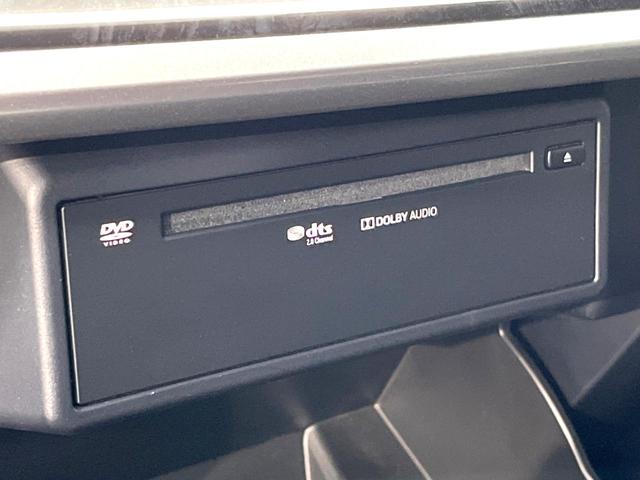 DVD
VIDEO
dts
2.0 Channel
DOLBY AUDIO